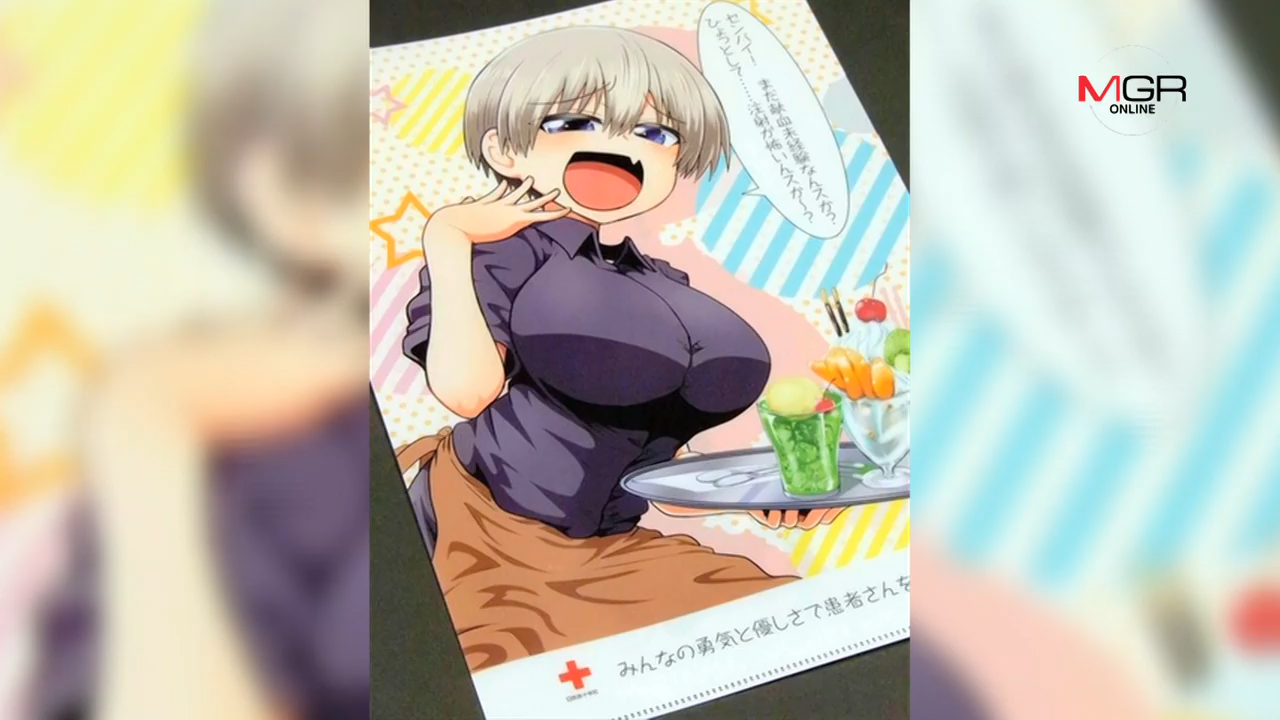 センパイ！　まだ献血未経験なんスか？
ひょっとして……注射が怖いんスか〜？
MGR
ONLINE
みんなの勇気と優しさで患者さんを